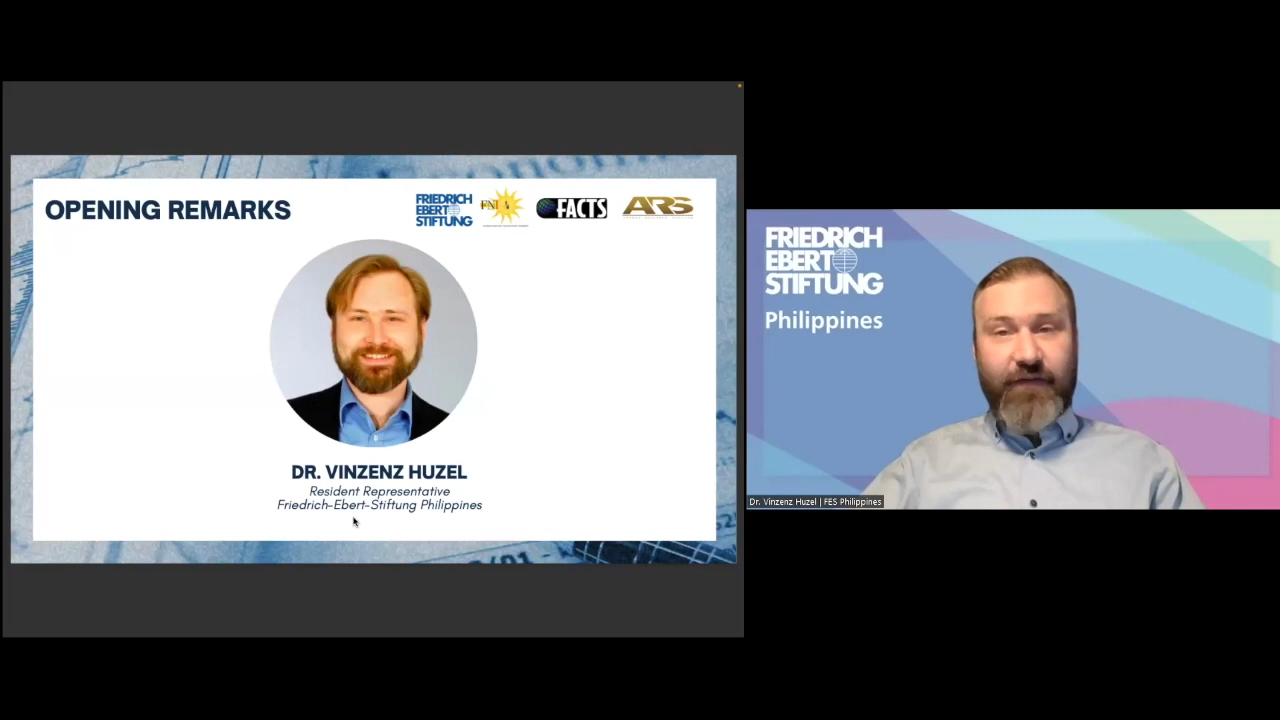 OPENING REMARKS
FRIEDRICH
EBERT
STIFTUNG
FACTS
ARS
DR. VINZENZ HUZEL
Resident Representative
Friedrich-Ebert-Stiftung Philippines
FRIEDRICH
EBERT
STIFTUNG
Philippines
Dr. Vinzenz Huzel | FES Philippines